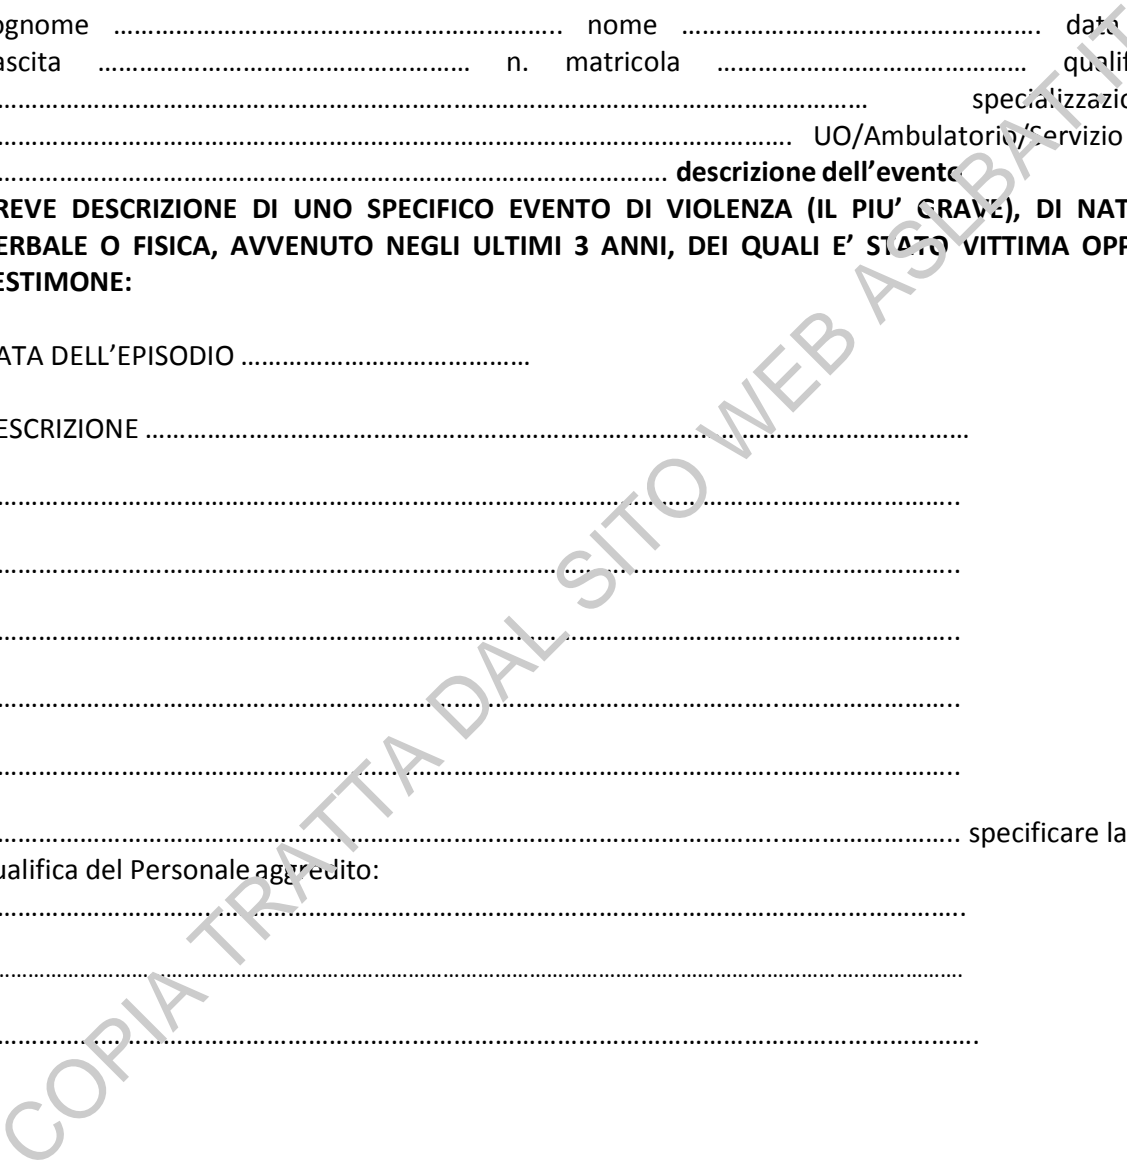 ognome …………………………………………………….. nome ……………………………………………. data
ascita ……………………………………………… n. matricola ……………………………………… qualif
……………………………………………………………………………………………………………… specializzazio
……………………………………………………………………………………………………. UO/Ambulatorio/Servizio
……………………………………………………………………………………. descrizione dell’evento
REVE DESCRIZIONE DI UNO SPECIFICO EVENTO DI VIOLENZA (IL PIU’ GRAVE), DI NAT
ERBALE O FISICA, AVVENUTO NEGLI ULTIMI 3 ANNI, DEI QUALI E’ STATO VITTIMA OPP
ESTIMONE:
ATA DELL’EPISODIO ……………………………………
ESCRIZIONE ……………………………………………………………..……………………………………………
……………………………………………………………………………………………………..……………………..
……………………………………………………………………………………………………..……………………..
……………………………………………………………………………………………………..……………………..
……………………………………………………………………………………………………..……………………..
……………………………………………………………………………………………………..……………………..
……………………………………………………………………………………………………..…………………….. specificare la
ualifica del Personale aggredito:
…………………………………………………………………………………………………………………………..
………………………………………………………………………………………………………..……………………………………………….
…………………………………………………………………………………………………………………………….
COPIA TRATTA DAL SITO WEB ASLBAT.IT